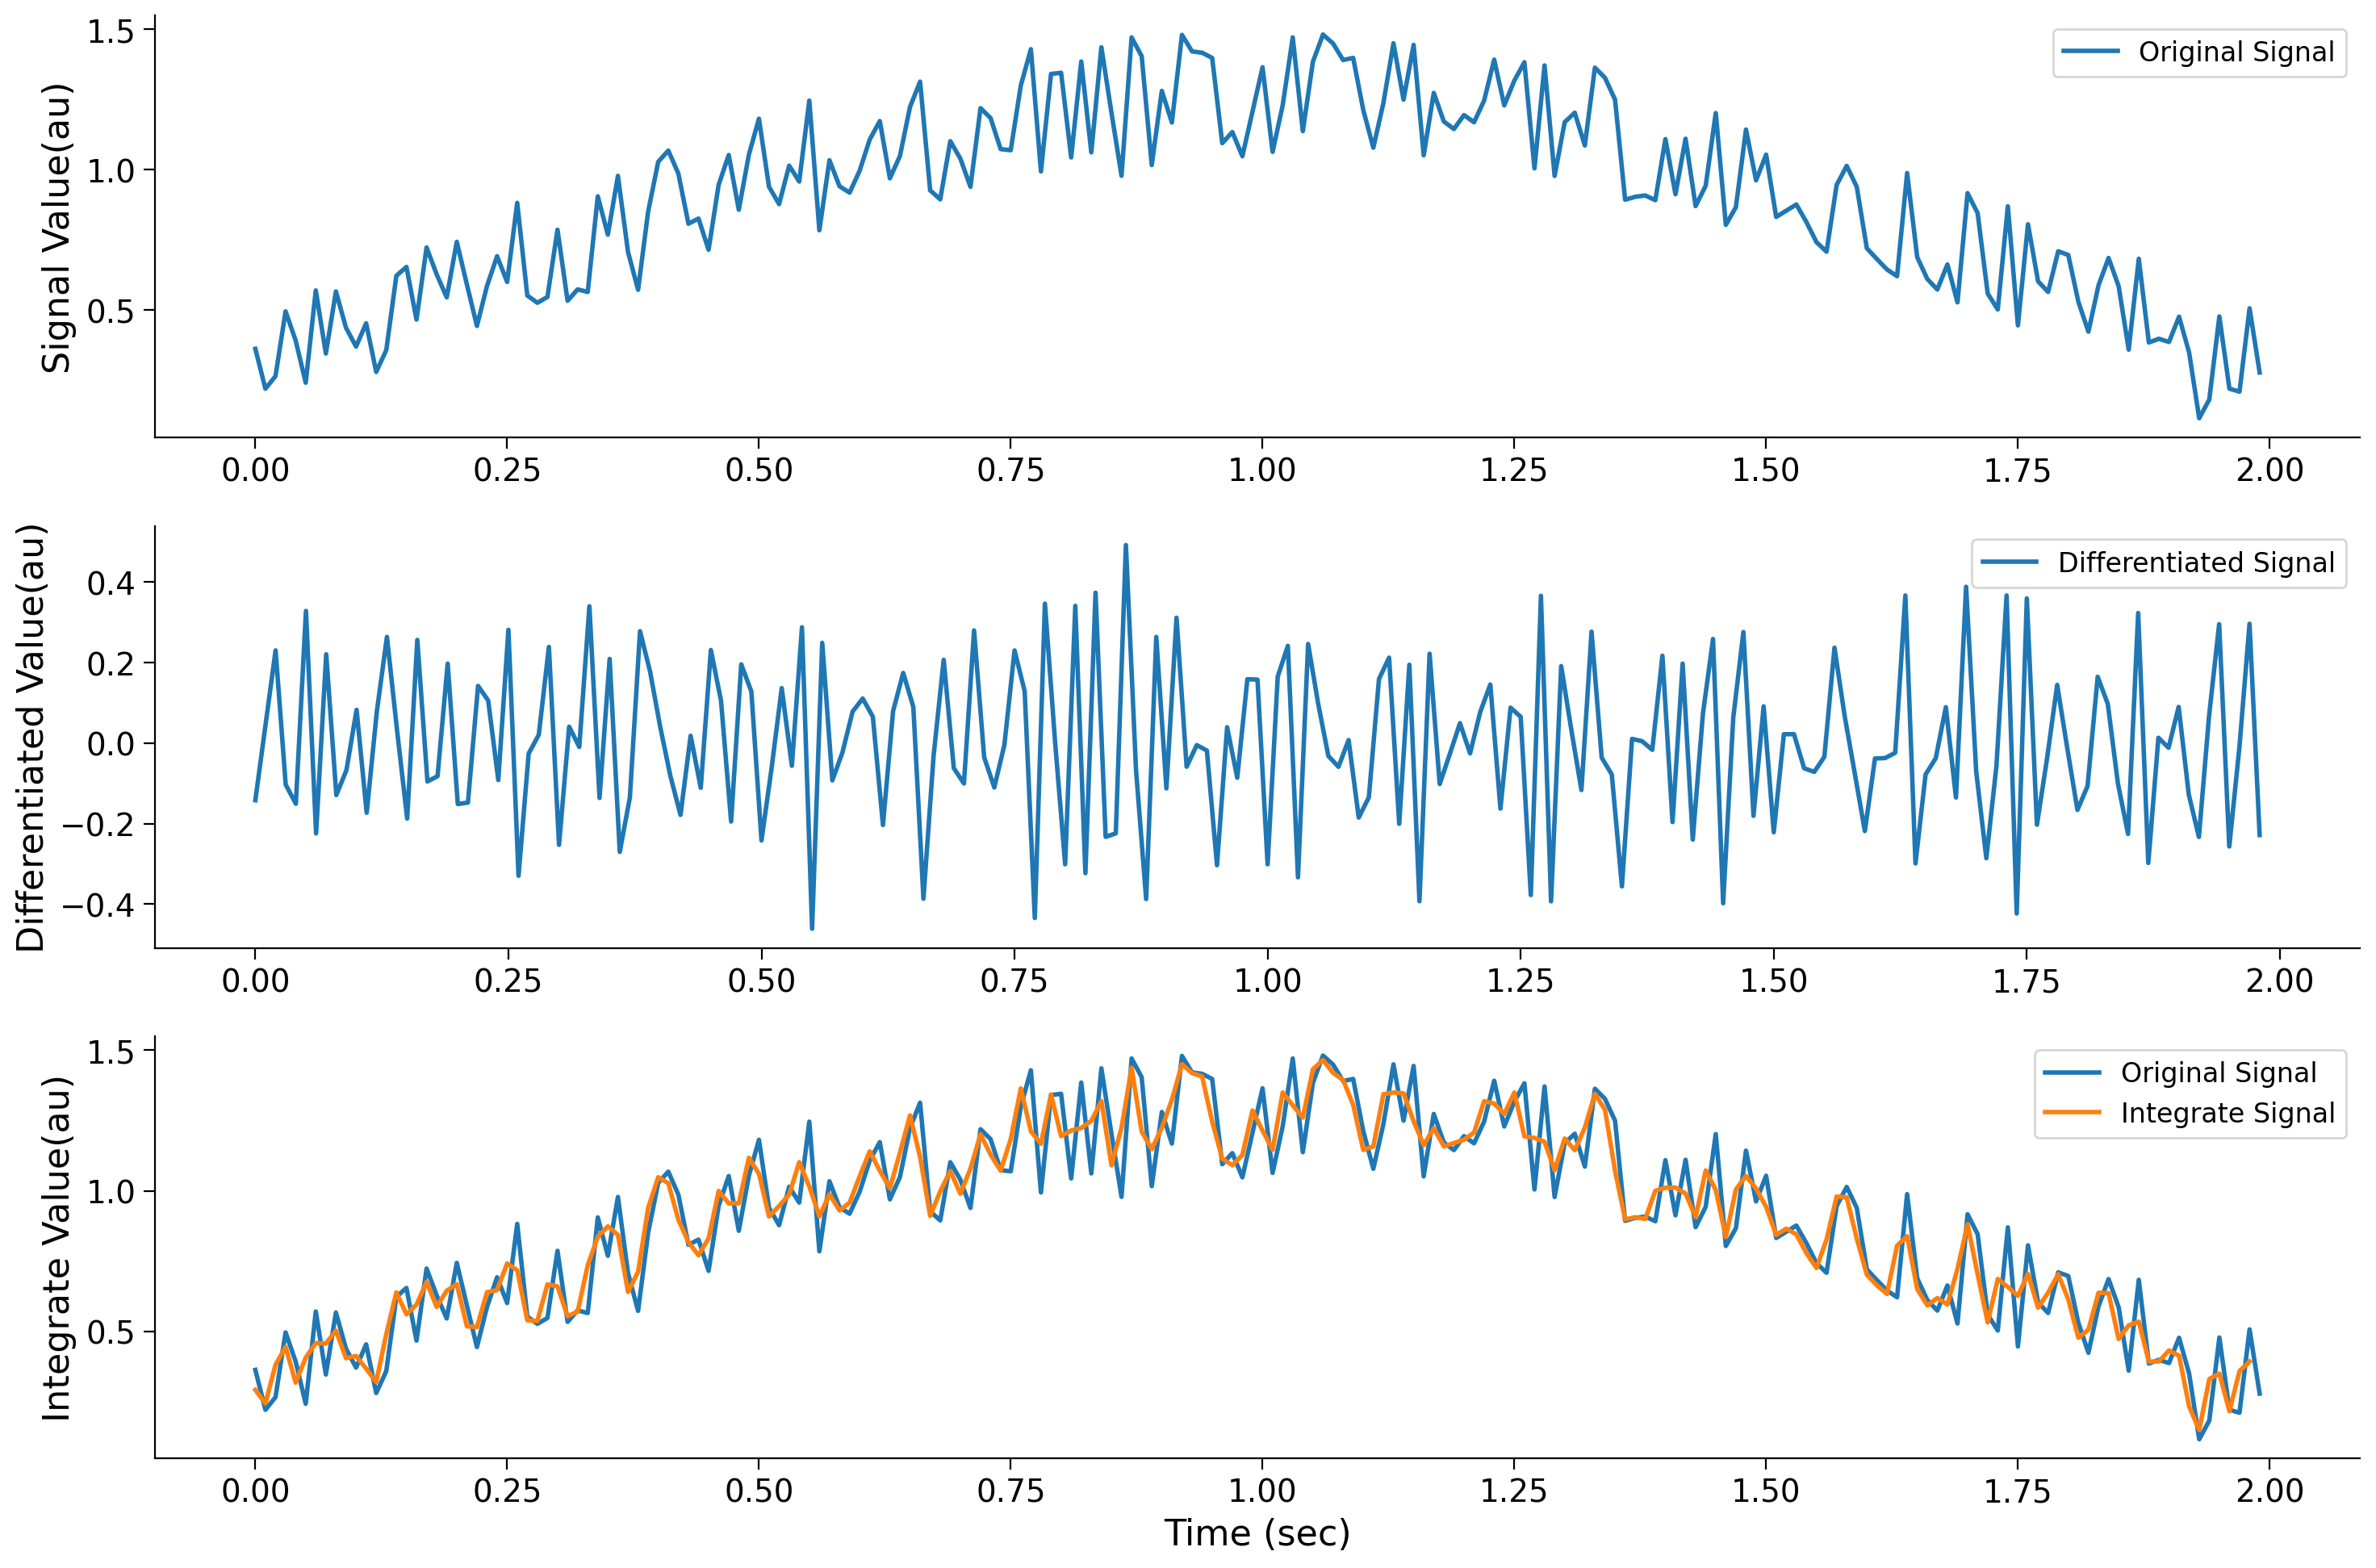 Signal Value(au)
1.5
1.0
0.5
Original Signal
0.00 0.25 0.50 0.75 1.00 1.25 1.50 1.75 2.00
Differentiated Value(au)
0.4
0.2
0.0
−0.2
−0.4
Differentiated Signal
0.00 0.25 0.50 0.75 1.00 1.25 1.50 1.75 2.00
Integrate Value(au)
1.5
1.0
0.5
Original Signal
Integrate Signal
0.00 0.25 0.50 0.75 1.00 1.25 1.50 1.75 2.00
Time (sec)